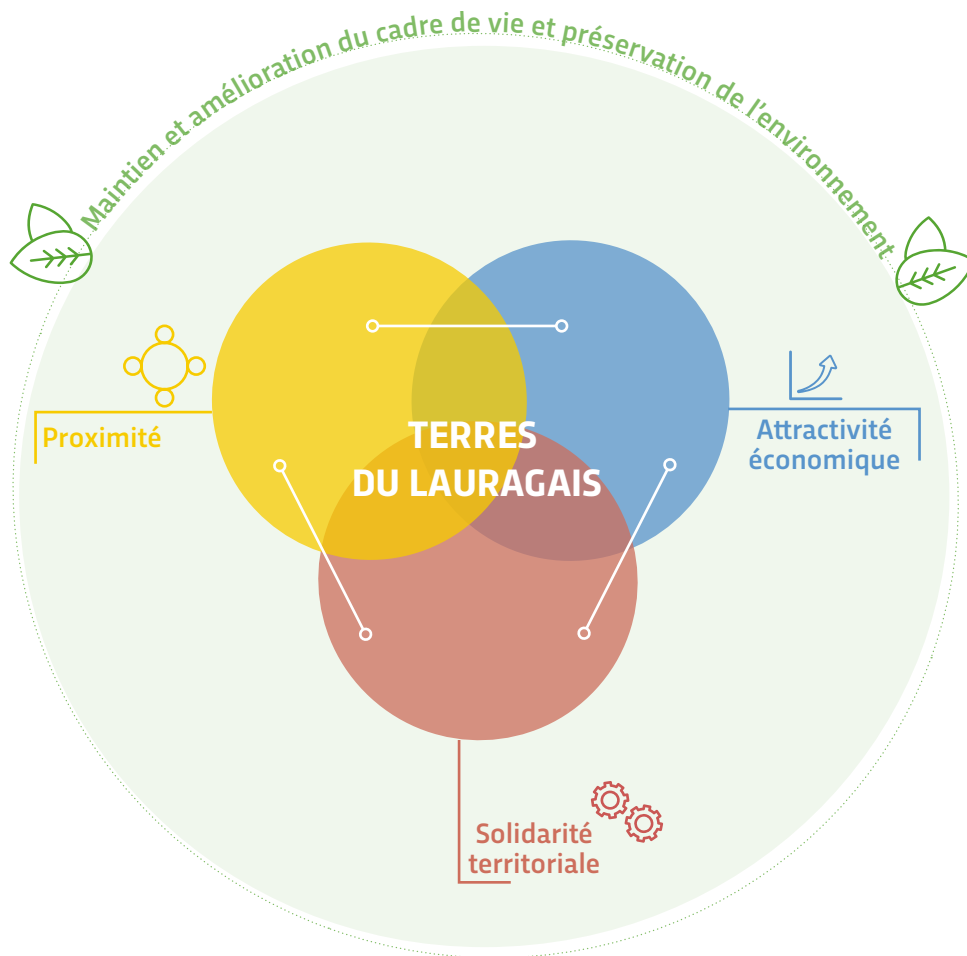 Maintien et amélioration du cadre de vie et préservation de l'environnement
Proximité
Attractivité
économique
TERRES
DU LAURAGAIS
Solidarité
territoriale